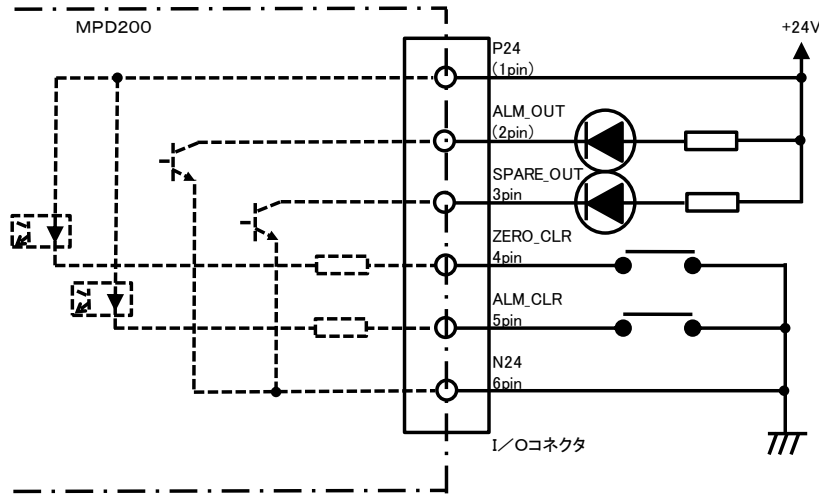 MPD200
+24V
P24
(1pin)
ALM_OUT
(2pin)
SPARE_OUT
3pin
ZERO_CLR
4pin
ALM_CLR
5pin
N24
6pin
I/Oコネクタ